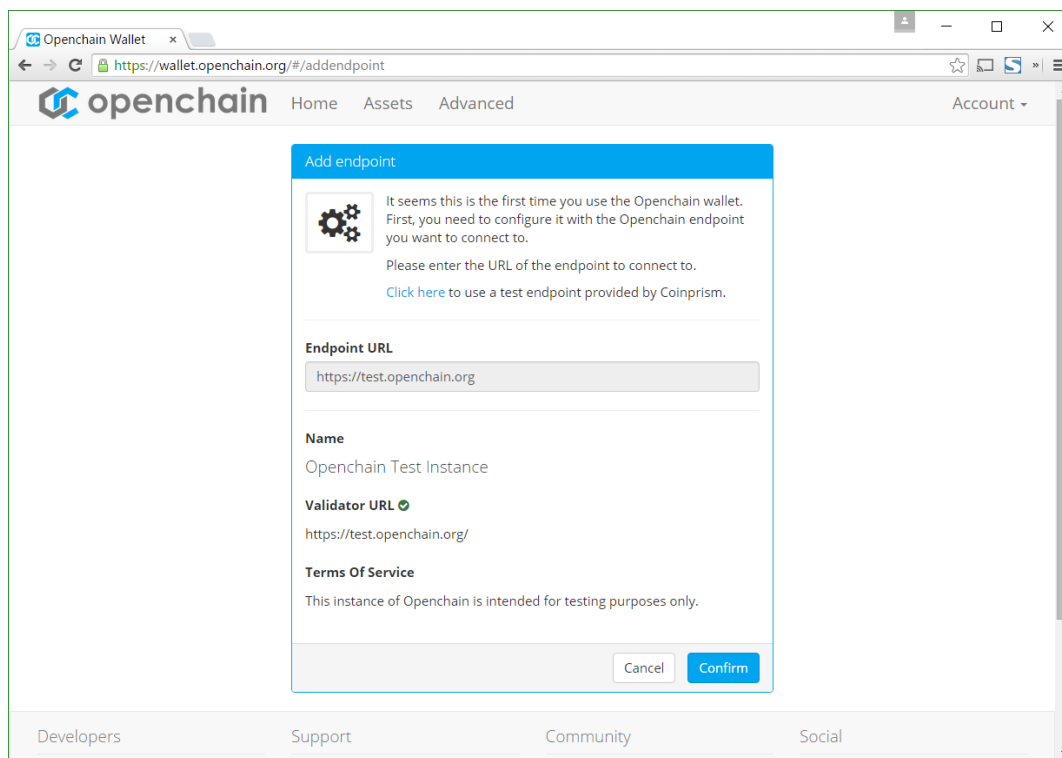 Openchain Wallet
https://wallet.openchain.org/#/addendpoint
openchain Home Assets Advanced Account
Add endpoint
It seems this is the first time you use the Openchain wallet.
First, you need to configure it with the Openchain endpoint
you want to connect to.
Please enter the URL of the endpoint to connect to.
Click here to use a test endpoint provided by Coinprism.
Endpoint URL
https://test.openchain.org
Name
Openchain Test Instance
Validator URL
https://test.openchain.org/
Terms Of Service
This instance of Openchain is intended for testing purposes only.
Cancel Confirm
Developers Support Community Social